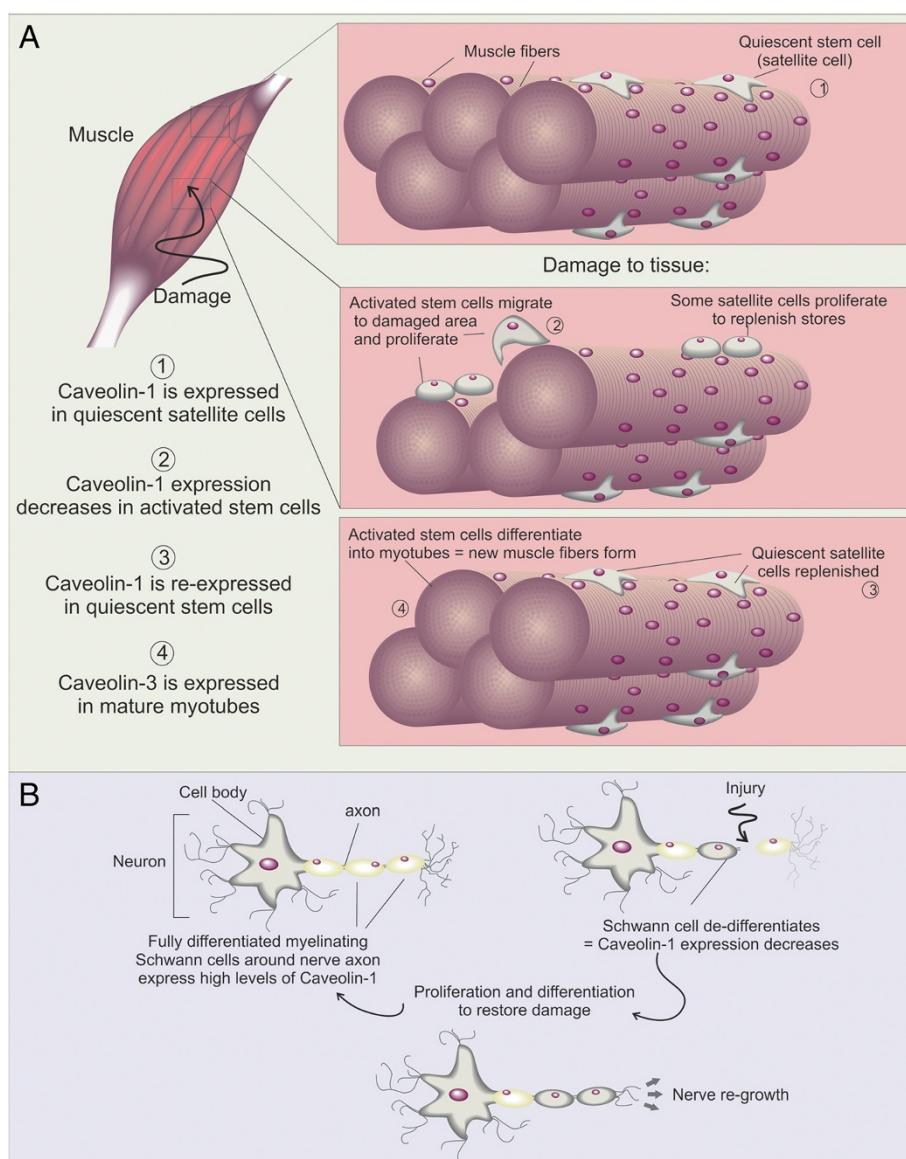 A
Muscle
Damage
Muscle fibers
Quiescent stem cell
(satellite cell)
1
Damage to tissue:
Activated stem cells migrate
to damaged area
and proliferate
2
Some satellite cells proliferate
to replenish stores
Activated stem cells differentiate
into myotubes = new muscle fibers form
Quiescent satellite
cells replenished
3
4
1
Caveolin-1 is expressed
in quiescent satellite cells
2
Caveolin-1 expression
decreases in activated stem cells
3
Caveolin-1 is re-expressed
in quiescent stem cells
4
Caveolin-3 is expressed
in mature myotubes
B
Cell body
axon
Neuron
Fully differentiated myelinating
Schwann cells around nerve axon
express high levels of Caveolin-1
Injury
Schwann cell de-differentiates
= Caveolin-1 expression decreases
Proliferation and differentiation
to restore damage
Nerve re-growth